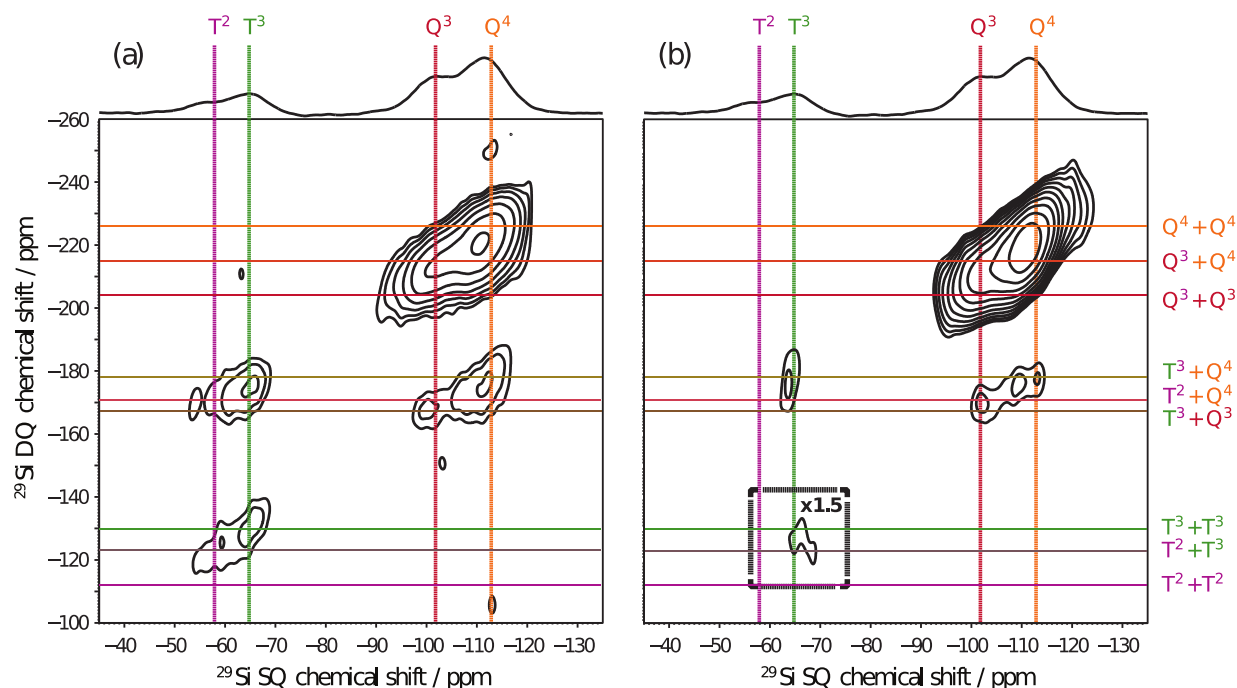 T² T³ Q³ Q⁴ T² T³ Q³ Q⁴
(a) (b)
−260
−240
−220
−200
−180
−160
−140
−120
−100
²⁹Si DQ chemical shift / ppm
Q⁴+Q⁴
Q³+Q⁴
Q³+Q³
T³+Q⁴
T²+Q⁴
T³+Q³
x1.5
T³+T³
T²+T³
T²+T²
−40 −50 −60 −70 −80 −90 −100 −110 −120 −130 −40 −50 −60 −70 −80 −90 −100 −110 −120 −130
²⁹Si SQ chemical shift / ppm ²⁹Si SQ chemical shift / ppm